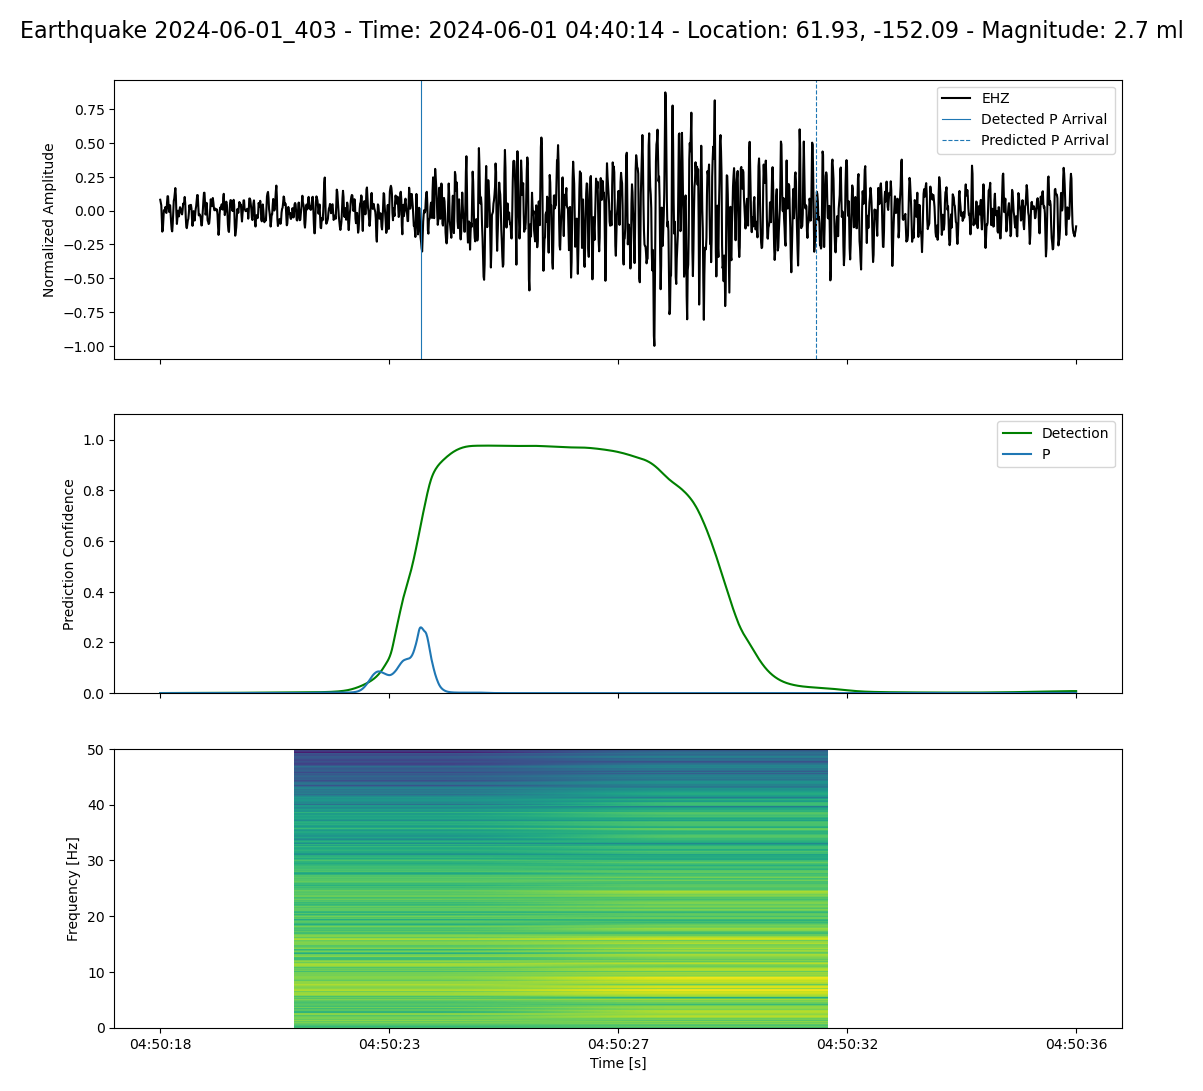 Earthquake 2024-06-01_403 - Time: 2024-06-01 04:40:14 - Location: 61.93, -152.09 - Magnitude: 2.7 ml
Normalized Amplitude
0.75
0.50
0.25
0.00
−0.25
−0.50
−0.75
−1.00
EHZ
Detected P Arrival
Predicted P Arrival
Prediction Confidence
1.0
0.8
0.6
0.4
0.2
0.0
Detection
P
Frequency [Hz]
50
40
30
20
10
0
04:50:18 04:50:23 04:50:27 04:50:32 04:50:36
Time [s]